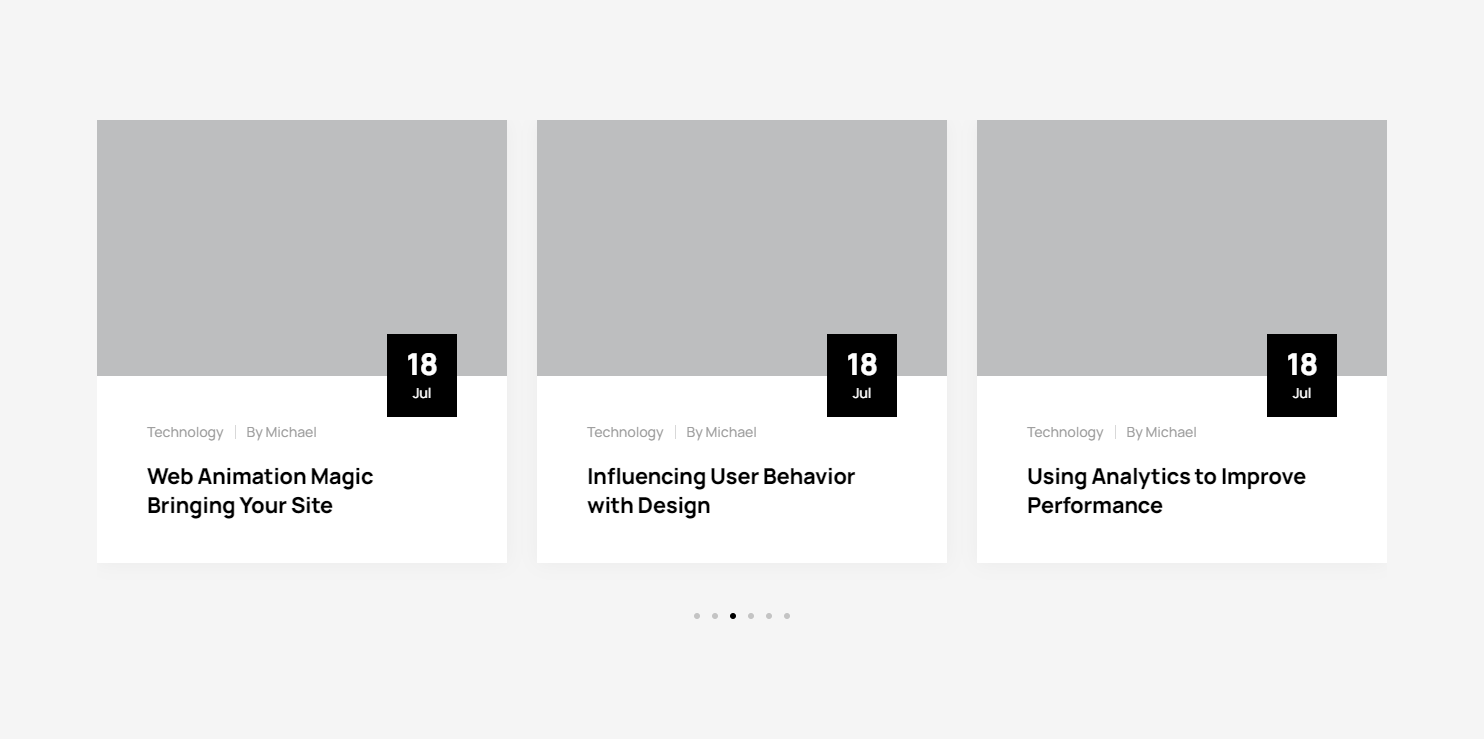 18
Jul
Technology
By Michael
Web Animation Magic
Bringing Your Site
18
Jul
Technology
By Michael
Influencing User Behavior
with Design
18
Jul
Technology
By Michael
Using Analytics to Improve
Performance